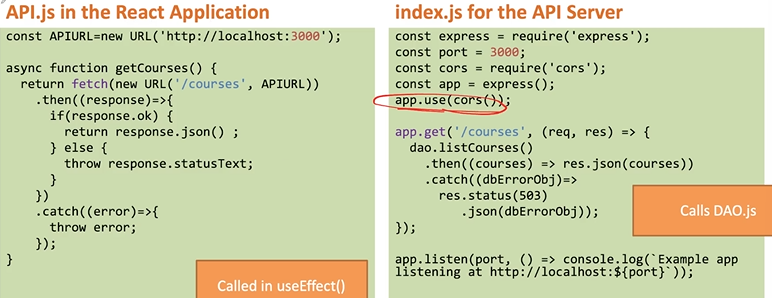 API.js in the React Application
const APIURL=new URL('http://localhost:3000');
async function getCourses() {
return fetch(new URL('/courses', APIURL))
.then((response)=>{
if(response.ok) {
return response.json() ;
} else {
throw response.statusText;
}
})
.catch((error)=>{
throw error;
});
}
Called in useEffect()
index.js for the API Server
const express = require('express');
const port = 3000;
const cors = require('cors');
const app = express();
app.use(cors());
app.get('/courses', (req, res) => {
dao.listCourses()
.then((courses) => res.json(courses))
.catch((dbErrorObj)=>
res.status(503)
.json(dbErrorObj));
});
Calls DAO.js
app.listen(port, () => console.log(`Example app
listening at http://localhost:${port}`));